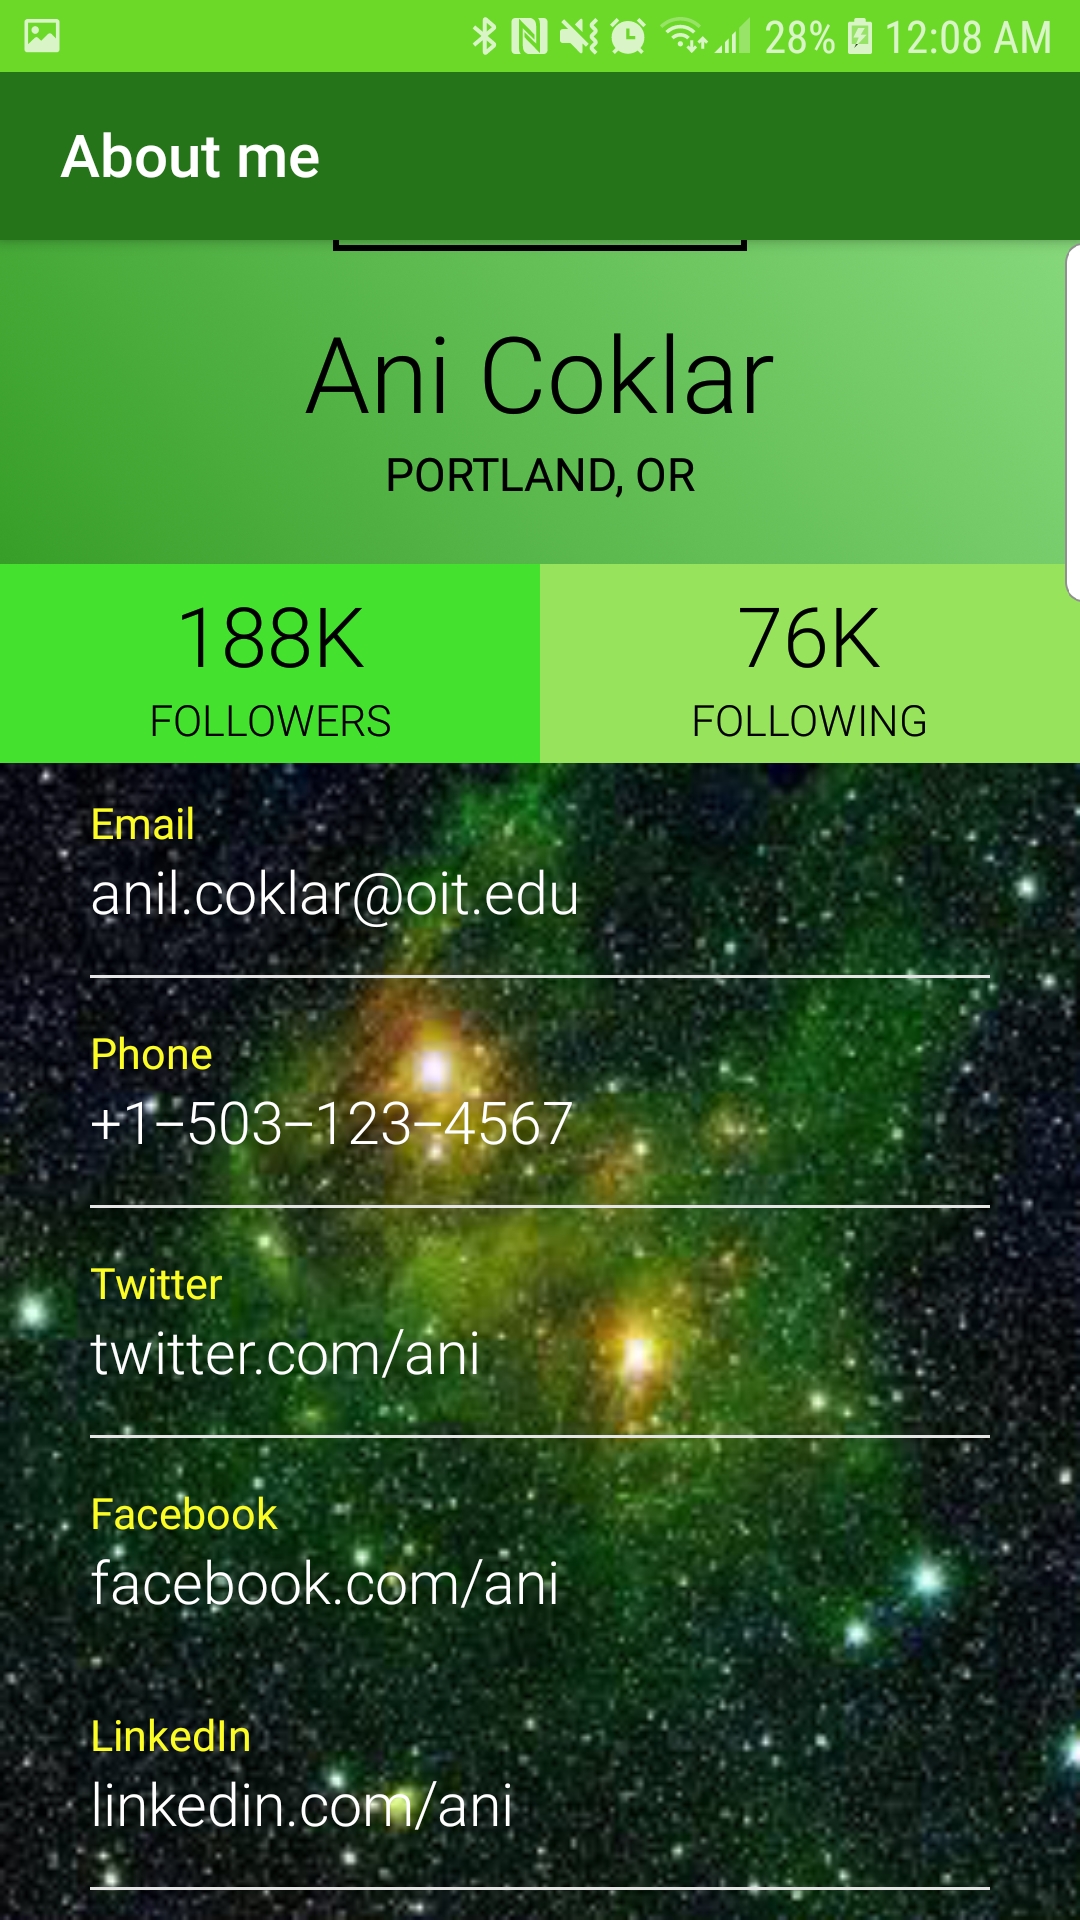 28% 12:08 AM
About me
Ani Coklar
PORTLAND, OR
188K
FOLLOWERS
76K
FOLLOWING
Email
anil.coklar@oit.edu
Phone
+1-503-123-4567
Twitter
twitter.com/ani
Facebook
facebook.com/ani
LinkedIn
linkedin.com/ani